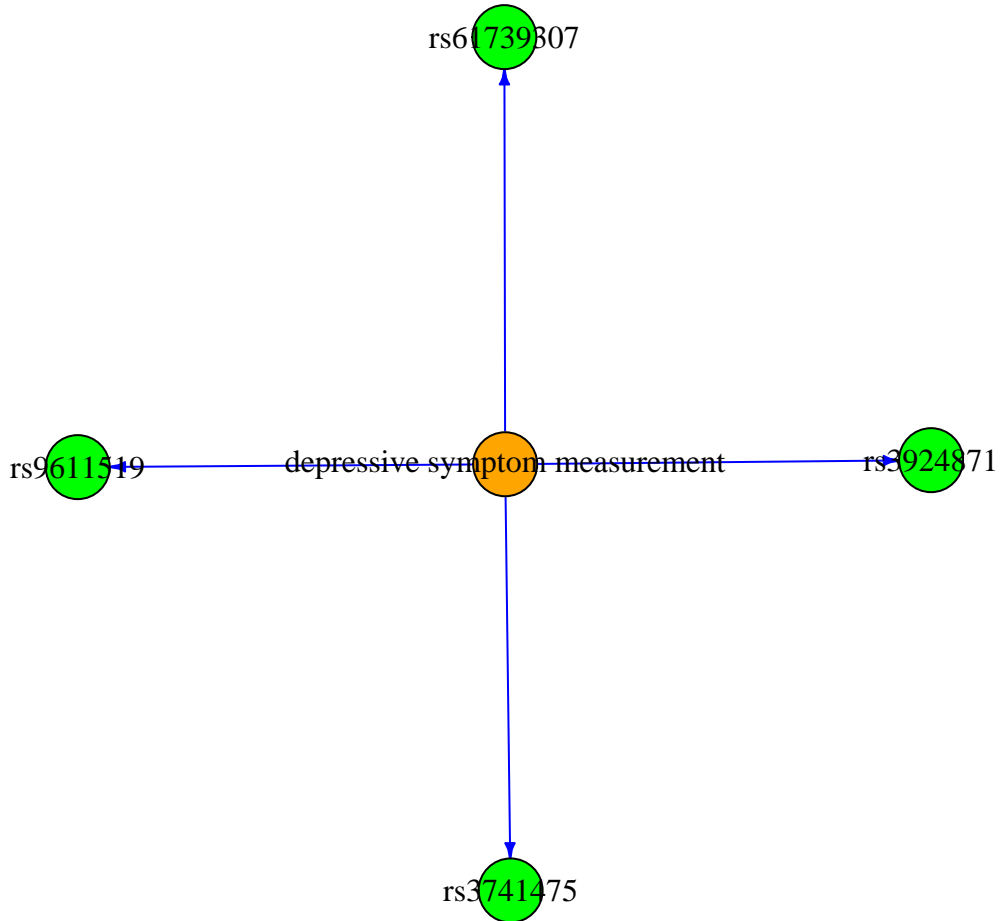 rs61739307
rs9611519
depressive symptom measurement
rs3924871
rs3741475